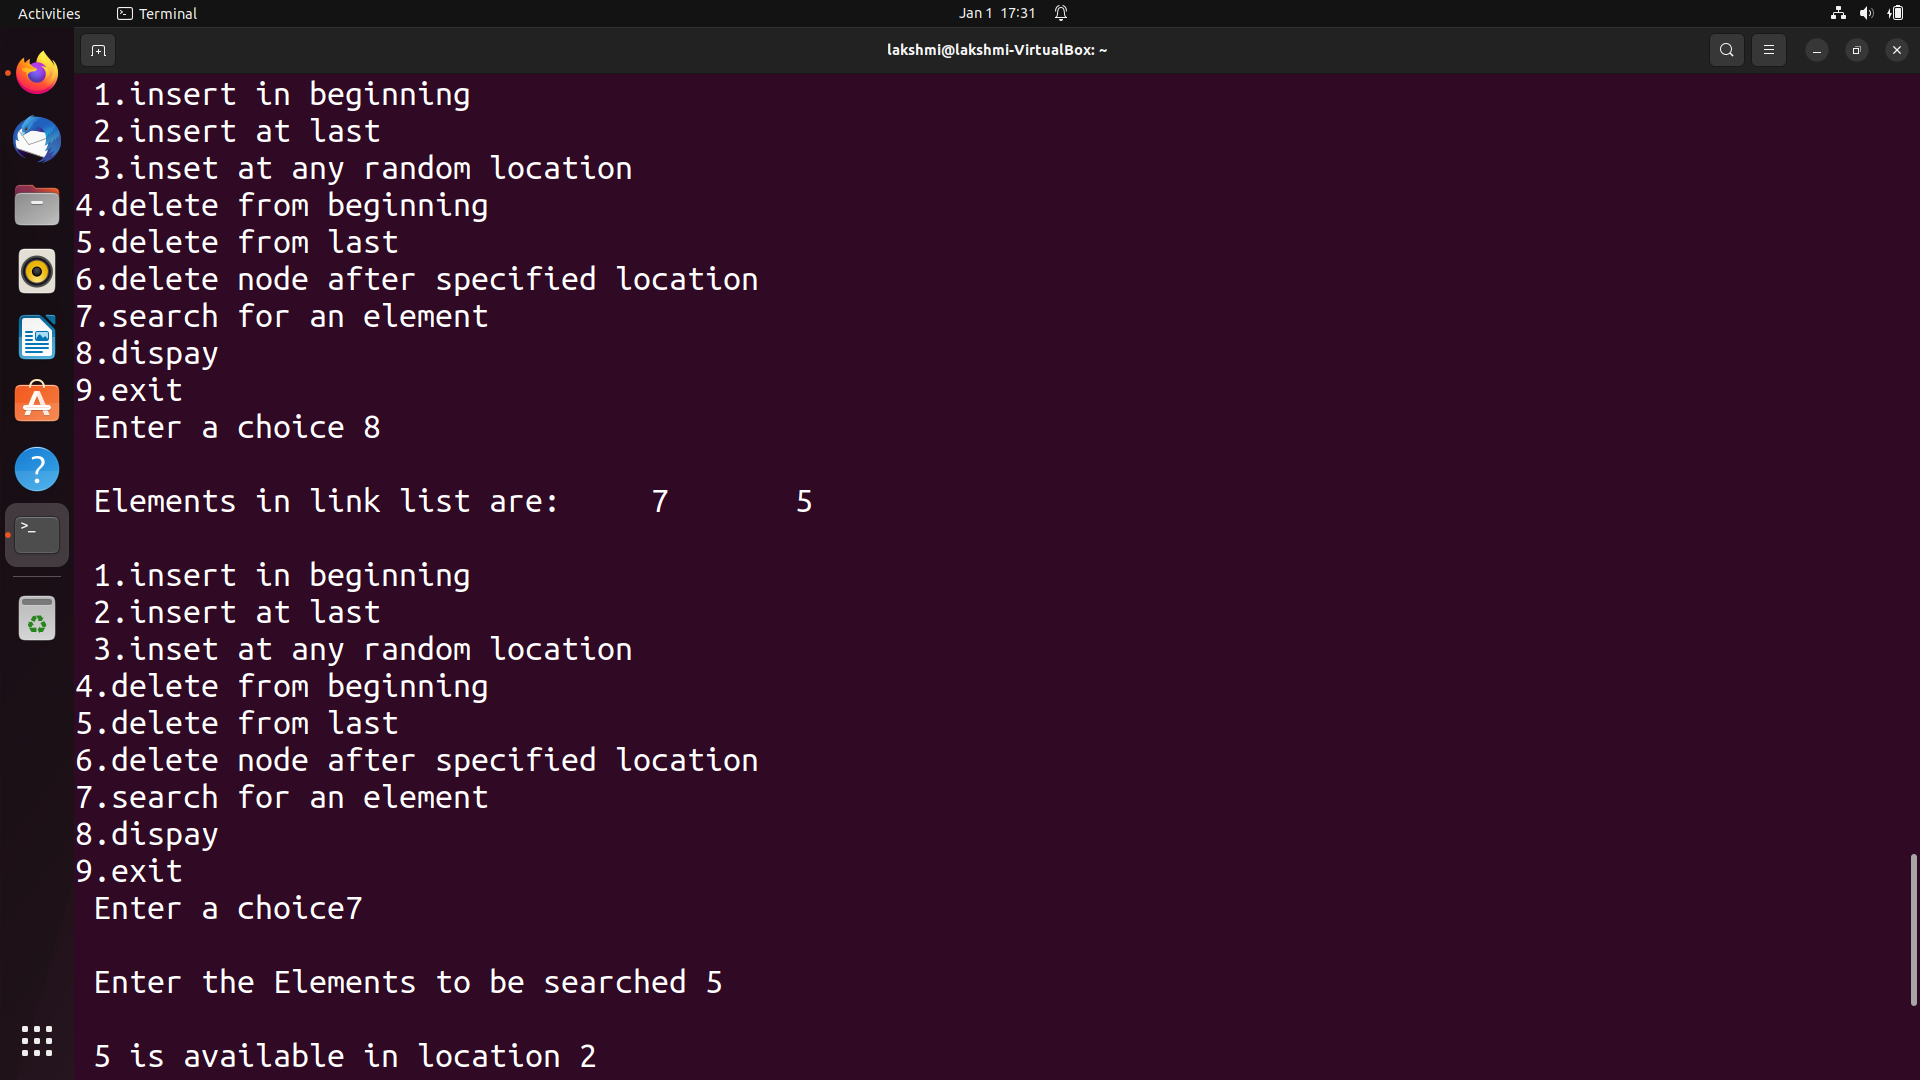 Activities Terminal Jan 1 17:31
lakshmi@lakshmi-VirtualBox: ~
1.insert in beginning
2.insert at last
3.inset at any random location
4.delete from beginning
5.delete from last
6.delete node after specified location
7.search for an element
8.dispay
9.exit
Enter a choice 8
Elements in link list are: 7 5
1.insert in beginning
2.insert at last
3.inset at any random location
4.delete from beginning
5.delete from last
6.delete node after specified location
7.search for an element
8.dispay
9.exit
Enter a choice7
Enter the Elements to be searched 5
5 is available in location 2